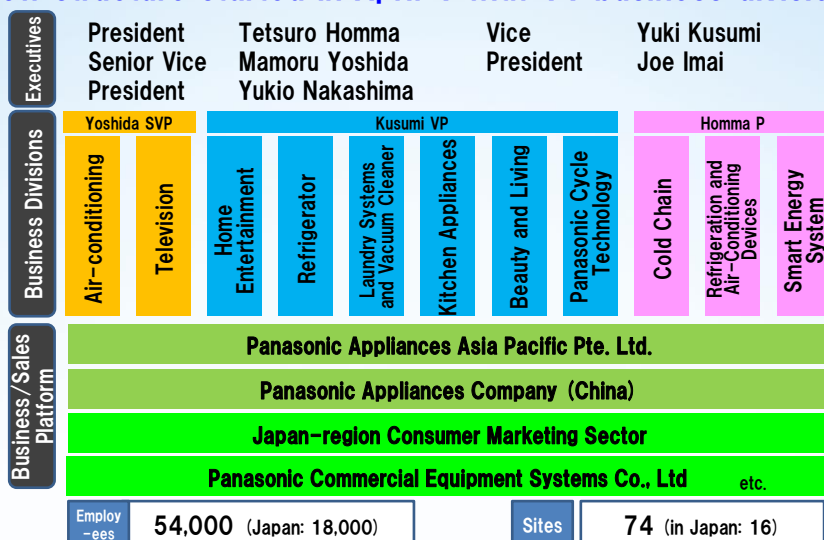 Executives
President Tetsuro Homma Vice Yuki Kusumi
Senior Vice Mamoru Yoshida President Joe Imai
President Yukio Nakashima
Business Divisions
Yoshida SVP Kusumi VP Homma P
Air-conditioning
Television
Home
Entertainment
Refrigerator
Laundry Systems
and Vacuum Cleaner
Kitchen Appliances
Beauty and Living
Panasonic Cycle
Technology
Cold Chain
Refrigeration and
Air-Conditioning
Devices
Smart Energy
System
Business/Sales
Platform
Panasonic Appliances Asia Pacific Pte. Ltd.
Panasonic Appliances Company (China)
Japan-region Consumer Marketing Sector
Panasonic Commercial Equipment Systems Co., Ltd etc.
Employ
-ees
54,000 (Japan: 18,000)
Sites
74 (in Japan: 16)